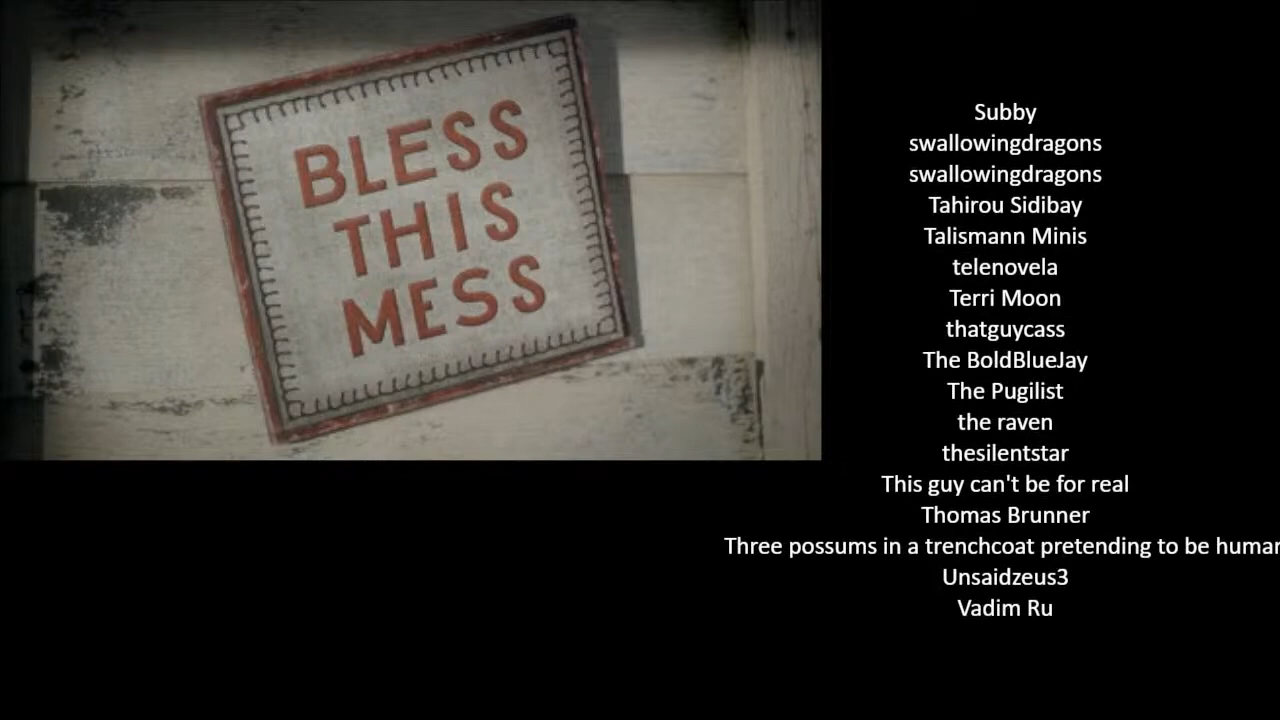 BLESS
THIS
MESS
Subby
swallowingdragons
swallowingdragons
Tahirou Sidibay
Talismann Minis
telenovela
Terri Moon
thatguycass
The BoldBlueJay
The Pugilist
the raven
thesilentstar
This guy can't be for real
Thomas Brunner
Three possums in a trenchcoat pretending to be human
Unsaidzeus3
Vadim Ru